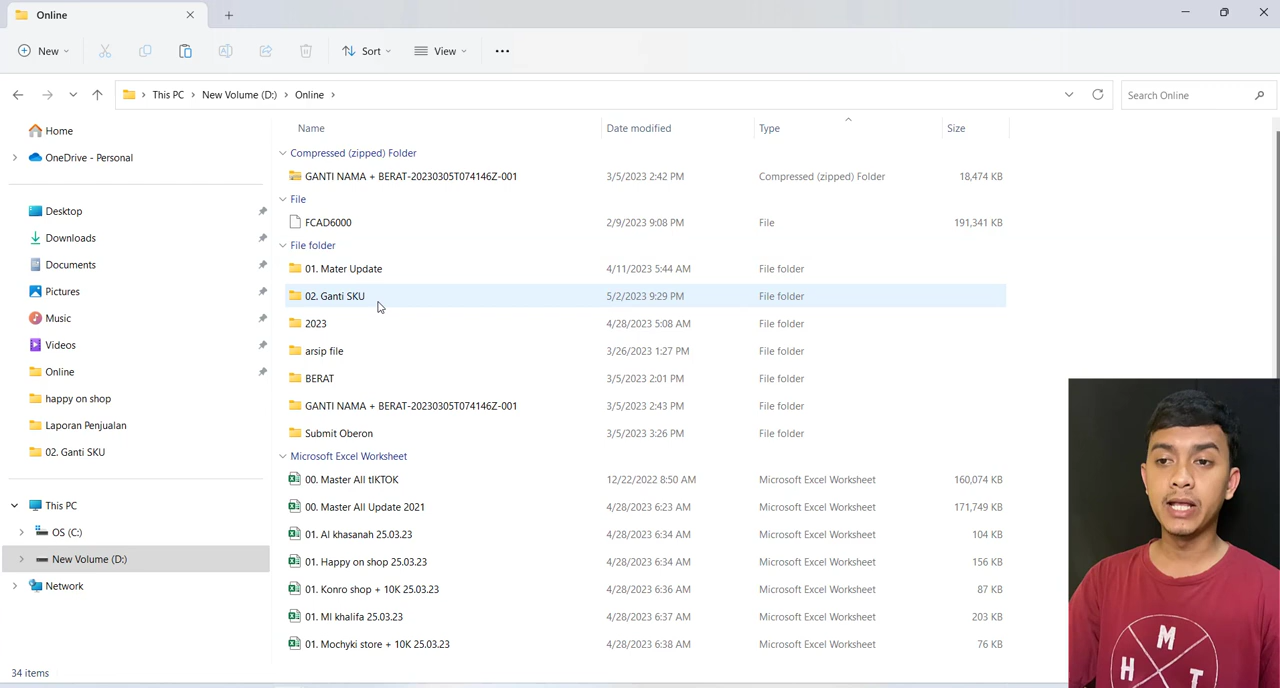 Online
New Sort View
This PC New Volume (D:) Online Search Online
Home
OneDrive - Personal
Desktop
Downloads
Documents
Pictures
Music
Videos
Online
happy on shop
Laporan Penjualan
02. Ganti SKU
This PC
OS (C:)
New Volume (D:)
Network
Name Date modified Type Size
Compressed (zipped) Folder
GANTI NAMA + BERAT-20230305T074146Z-001 3/5/2023 2:42 PM Compressed (zipped) Folder 18,474 KB
File
FCAD6000 2/9/2023 9:08 PM File 191,341 KB
File folder
01. Mater Update 4/11/2023 5:44 AM File folder
02. Ganti SKU 5/2/2023 9:29 PM File folder
2023 4/28/2023 5:08 AM File folder
arsip file 3/26/2023 1:27 PM File folder
BERAT 3/5/2023 2:01 PM File folder
GANTI NAMA + BERAT-20230305T074146Z-001 3/5/2023 2:43 PM File folder
Submit Oberon 3/5/2023 3:26 PM File folder
Microsoft Excel Worksheet
00. Master All tIKTOK 12/22/2022 8:50 AM Microsoft Excel Worksheet 160,074 KB
00. Master All Update 2021 4/28/2023 6:23 AM Microsoft Excel Worksheet 171,749 KB
01. Al khasanah 25.03.23 4/28/2023 6:34 AM Microsoft Excel Worksheet 104 KB
01. Happy on shop 25.03.23 4/28/2023 6:34 AM Microsoft Excel Worksheet 156 KB
01. Konro shop + 10K 25.03.23 4/28/2023 6:36 AM Microsoft Excel Worksheet 87 KB
01. MI khalifa 25.03.23 4/28/2023 6:37 AM Microsoft Excel Worksheet 203 KB
01. Mochyki store + 10K 25.03.23 4/28/2023 6:38 AM Microsoft Excel Worksheet 76 KB
34 items
M
H T